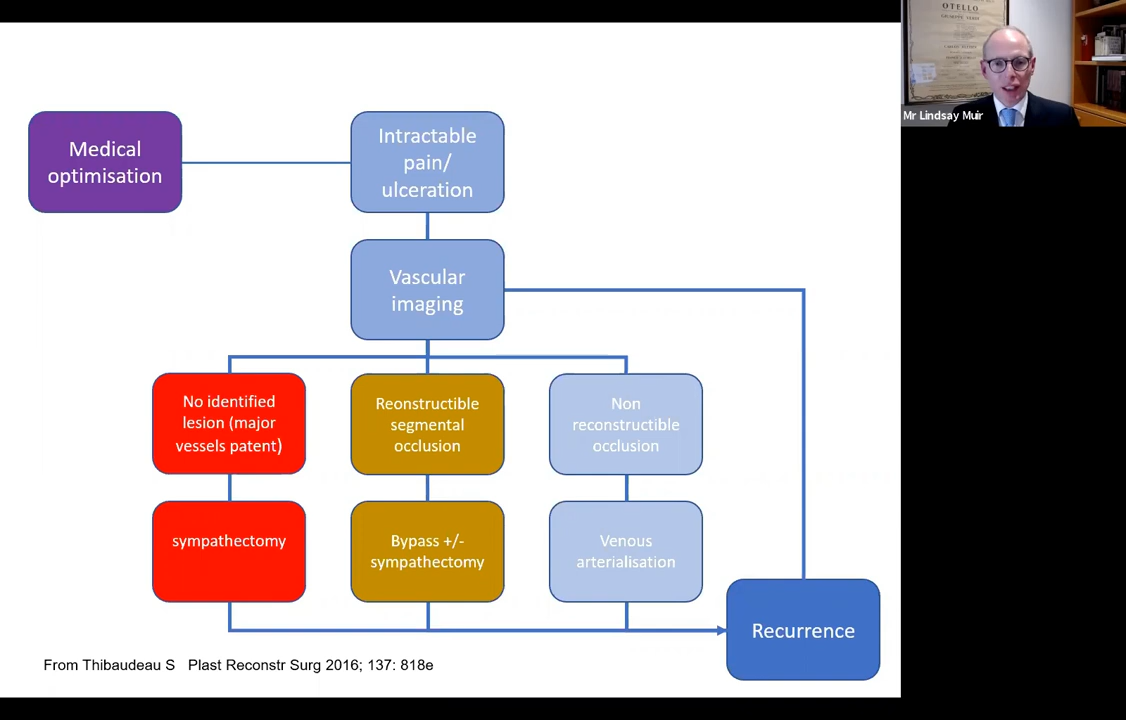 OTELLO
Mr Lindsay Muir
Medical
optimisation
Intractable
pain/
ulceration
Vascular
imaging
No identified
lesion (major
vessels patent)
Reonstructible
segmental
occlusion
Non
reconstructible
occlusion
sympathectomy
Bypass +/-
sympathectomy
Venous
arterialisation
Recurrence
From Thibaudeau S Plast Reconstr Surg 2016; 137: 818e